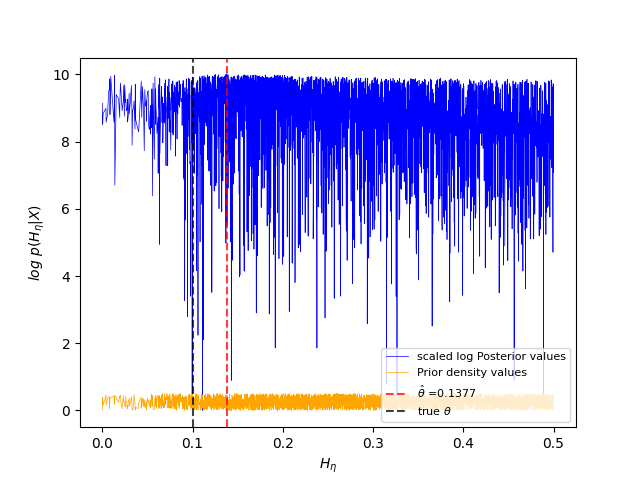 10
8
6
4
2
0
log p(H_η|X)
scaled log Posterior values
Prior density values
θ̂ =0.1377
true θ
0.0 0.1 0.2 0.3 0.4 0.5
H_η